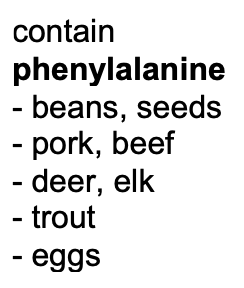 contain
phenylalanine
- beans, seeds
- pork, beef
- deer, elk
- trout
- eggs